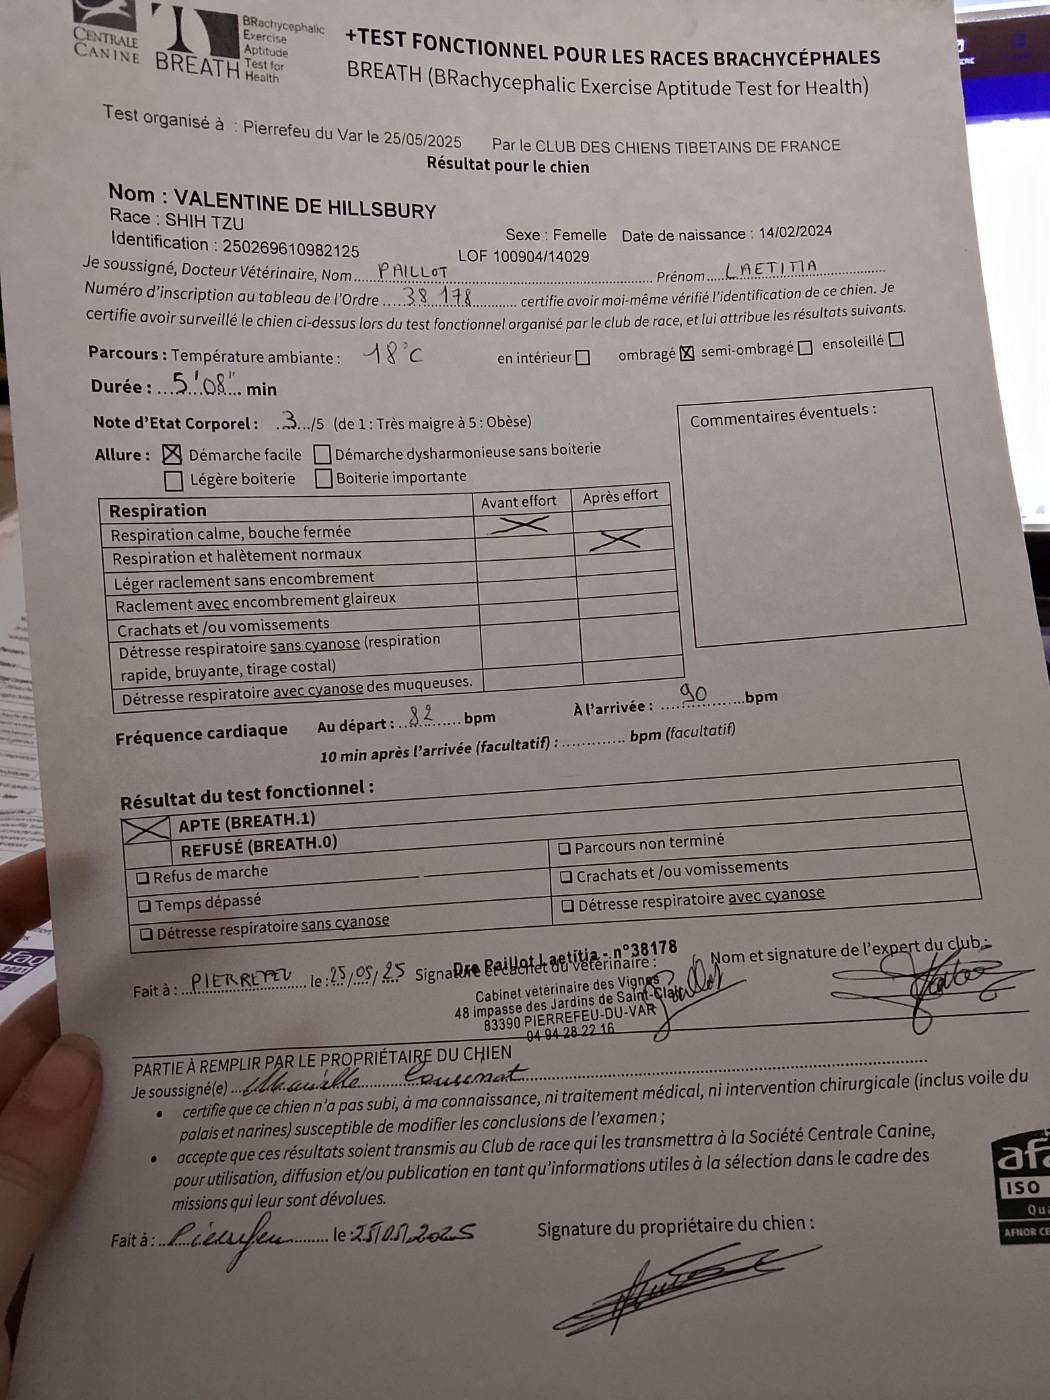 CENTRALE
CANINE
BREATH
BRachycephalic
Exercise
Aptitude
Test for
Health
+TEST FONCTIONNEL POUR LES RACES BRACHYCÉPHALES
BREATH (BRachycephalic Exercise Aptitude Test for Health)
Test organisé à : Pierrefeu du Var le 25/05/2025 Par le CLUB DES CHIENS TIBETAINS DE FRANCE
Résultat pour le chien
Nom : VALENTINE DE HILLSBURY
Race : SHIH TZU Sexe : Femelle Date de naissance : 14/02/2024
Identification : 250269610982125 LOF 100904/14029
Je soussigné, Docteur Vétérinaire, Nom PAILLOT Prénom LAETITIA
Numéro d'inscription au tableau de l'Ordre 38 178 certifie avoir moi-même vérifié l'identification de ce chien. Je
certifie avoir surveillé le chien ci-dessus lors du test fonctionnel organisé par le club de race, et lui attribue les résultats suivants.
Parcours : Température ambiante : 18°C en intérieur ☐ ombragé ☒ semi-ombragé ☐ ensoleillé ☐
Durée : 5'08" min
Note d'Etat Corporel : 3 /5 (de 1 : Très maigre à 5 : Obèse)
Commentaires éventuels :
Allure : ☒ Démarche facile ☐ Démarche dysharmonieuse sans boiterie
☐ Légère boiterie ☐ Boiterie importante
Respiration Avant effort Après effort
Respiration calme, bouche fermée X
Respiration et halètement normaux X
Léger raclement sans encombrement
Raclement avec encombrement glaireux
Crachats et /ou vomissements
Détresse respiratoire sans cyanose (respiration
rapide, bruyante, tirage costal)
Détresse respiratoire avec cyanose des muqueuses.
Fréquence cardiaque Au départ : 82 bpm À l'arrivée : 90 bpm
10 min après l'arrivée (facultatif) : bpm (facultatif)
Résultat du test fonctionnel :
X APTE (BREATH.1)
REFUSÉ (BREATH.0)
☐ Refus de marche ☐ Parcours non terminé
☐ Temps dépassé ☐ Crachats et /ou vomissements
☐ Détresse respiratoire sans cyanose ☐ Détresse respiratoire avec cyanose
Fait à : PIERREFEU le : 25/05/25 Signature et cachet du vétérinaire : Nom et signature de l'expert du club :
Dre Paillot Laetitia - n°38178
Cabinet vétérinaire des Vignes
48 impasse des Jardins de Saint-Clair
83390 PIERREFEU-DU-VAR
04 94 28 22 16
PARTIE À REMPLIR PAR LE PROPRIÉTAIRE DU CHIEN
Je soussigné(e)
• certifie que ce chien n'a pas subi, à ma connaissance, ni traitement médical, ni intervention chirurgicale (inclus voile du
palais et narines) susceptible de modifier les conclusions de l'examen ;
• accepte que ces résultats soient transmis au Club de race qui les transmettra à la Société Centrale Canine,
pour utilisation, diffusion et/ou publication en tant qu'informations utiles à la sélection dans le cadre des
missions qui leur sont dévolues.
Fait à : Pierrefeu le : 25/05/2025 Signature du propriétaire du chien :
ISO
AFNOR CE